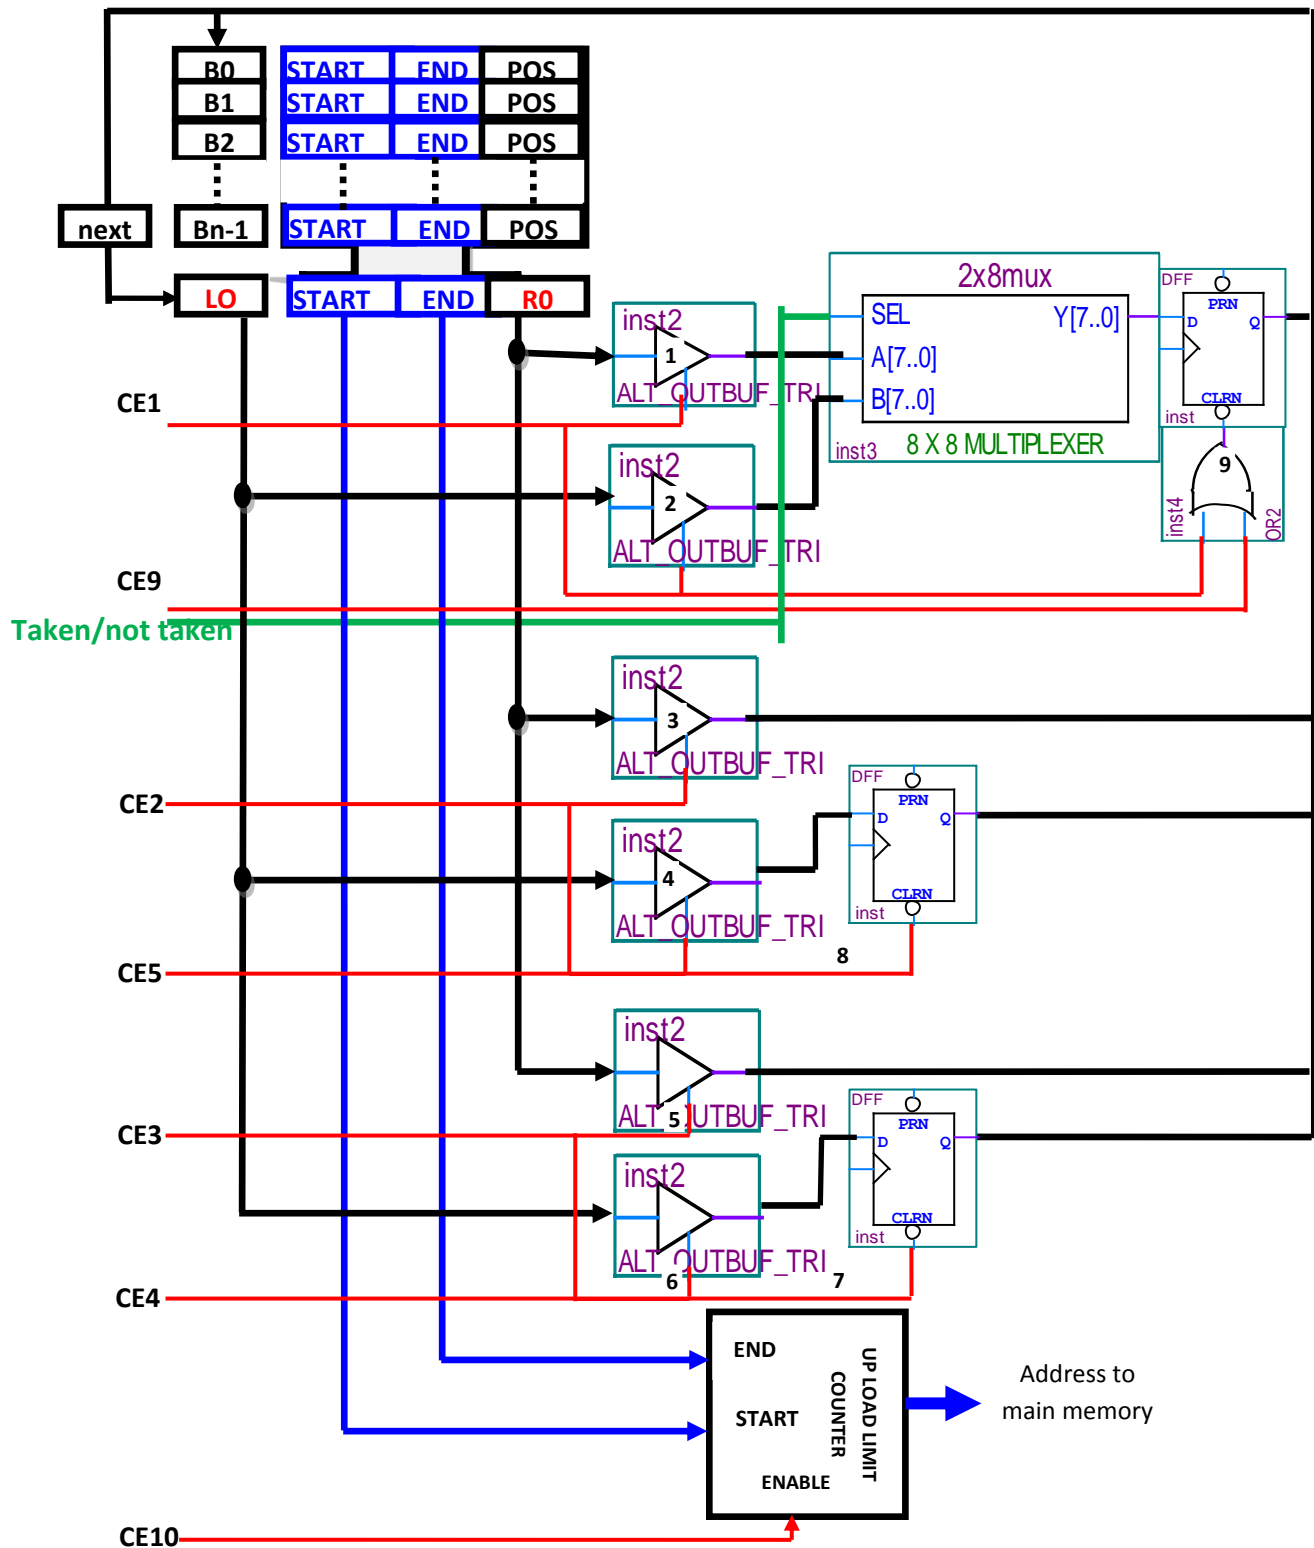 B0 START END POS
B1 START END POS
B2 START END POS
next Bn-1 START END POS
LO START END R0
inst2
1
ALT_OUTBUF_TRI
CE1
2x8mux
SEL Y[7..0]
A[7..0]
B[7..0]
inst3 8 X 8 MULTIPLEXER
DFF
PRN
D Q
CLRN
inst
9
inst4 OR2
inst2
2
ALT_OUTBUF_TRI
CE9
Taken/not taken
inst2
3
ALT_OUTBUF_TRI
CE2
inst2
4
ALT_OUTBUF_TRI
DFF
PRN
D Q
CLRN
inst
8
CE5
inst2
ALT_OUTBUF_TRI
5
CE3
inst2
ALT_OUTBUF_TRI
6
DFF
PRN
D Q
CLRN
inst
7
CE4
END
START
ENABLE
UP LOAD LIMIT
COUNTER
Address to
main memory
CE10